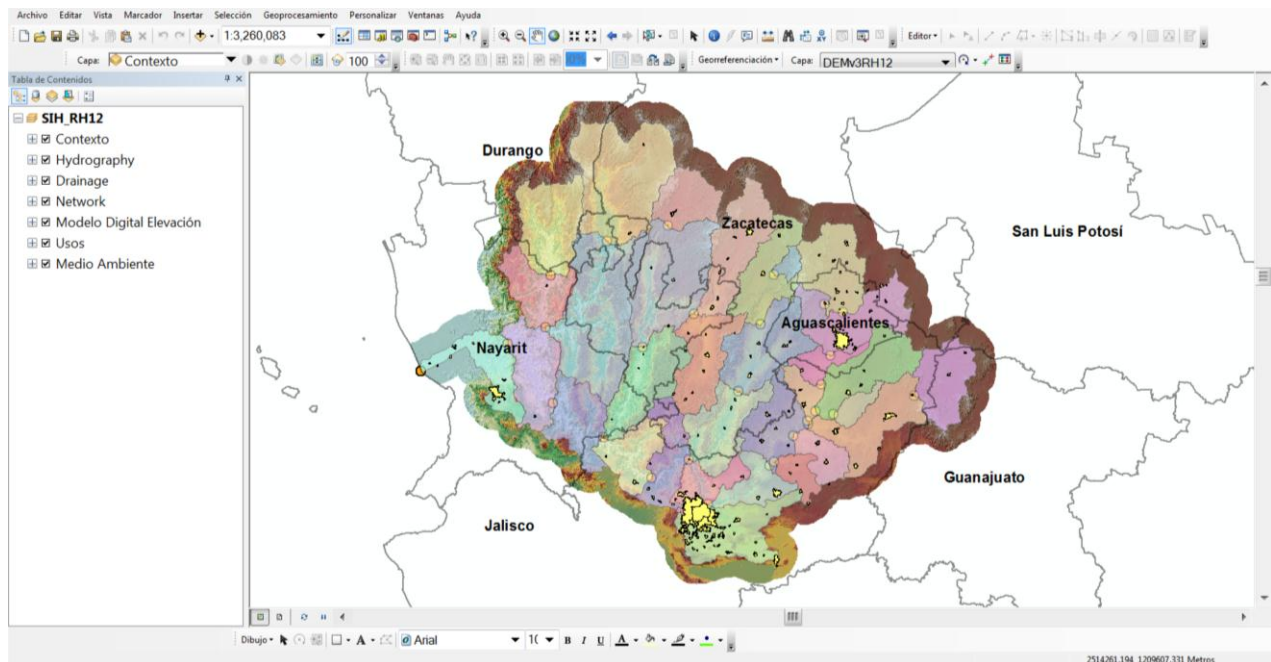 Archivo Editar Vista Marcador Insertar Selección Geoprocesamiento Personalizar Ventanas Ayuda
1:3,260,083 Editor
Capa: Contexto 100 Georreferenciación Capa: DEMv3RH12
Tabla de Contenidos
SIH_RH12
Contexto
Hydrography
Drainage
Network
Modelo Digital Elevación
Usos
Medio Ambiente
Durango
Zacatecas
San Luis Potosí
Aguascalientes
Nayarit
Guanajuato
Jalisco
Dibujo A Arial 1( B I U A
2514261.194 1209607.331 Metros